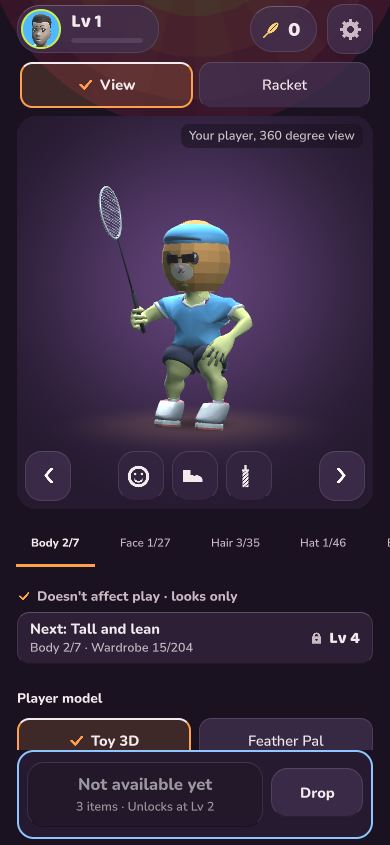 Lv 1
0
View
Racket
Your player, 360 degree view
Body 2/7
Face 1/27
Hair 3/35
Hat 1/46
Doesn't affect play · looks only
Next: Tall and lean
Body 2/7 · Wardrobe 15/204
Lv 4
Player model
Toy 3D
Feather Pal
Not available yet
3 items · Unlocks at Lv 2
Drop